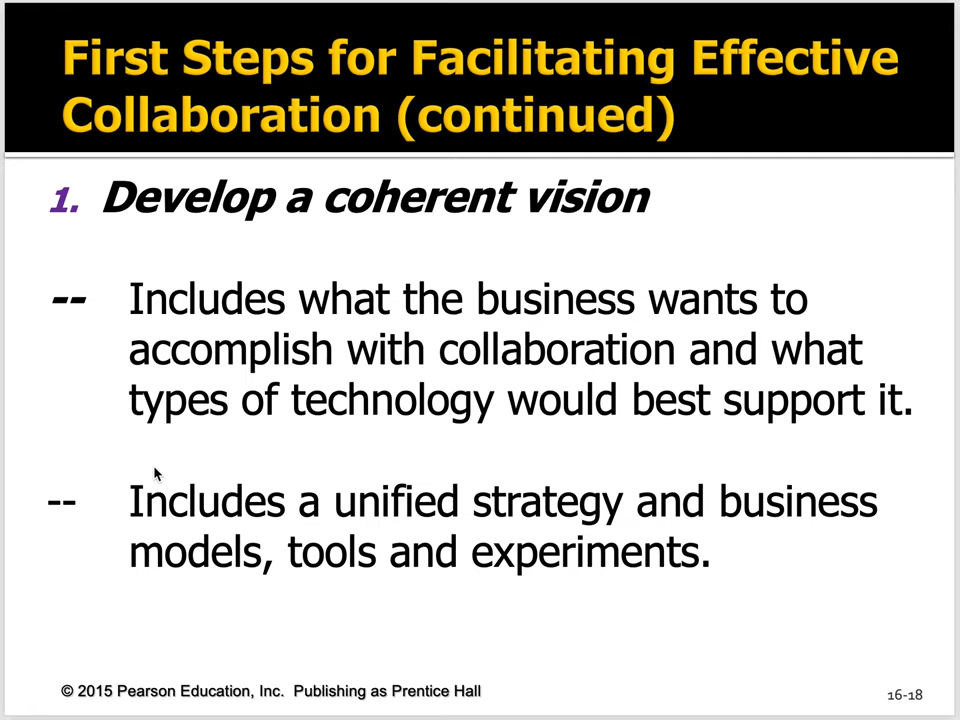 First Steps for Facilitating Effective
Collaboration (continued)
1. Develop a coherent vision
-- Includes what the business wants to
accomplish with collaboration and what
types of technology would best support it.
-- Includes a unified strategy and business
models, tools and experiments.
© 2015 Pearson Education, Inc. Publishing as Prentice Hall
16-18